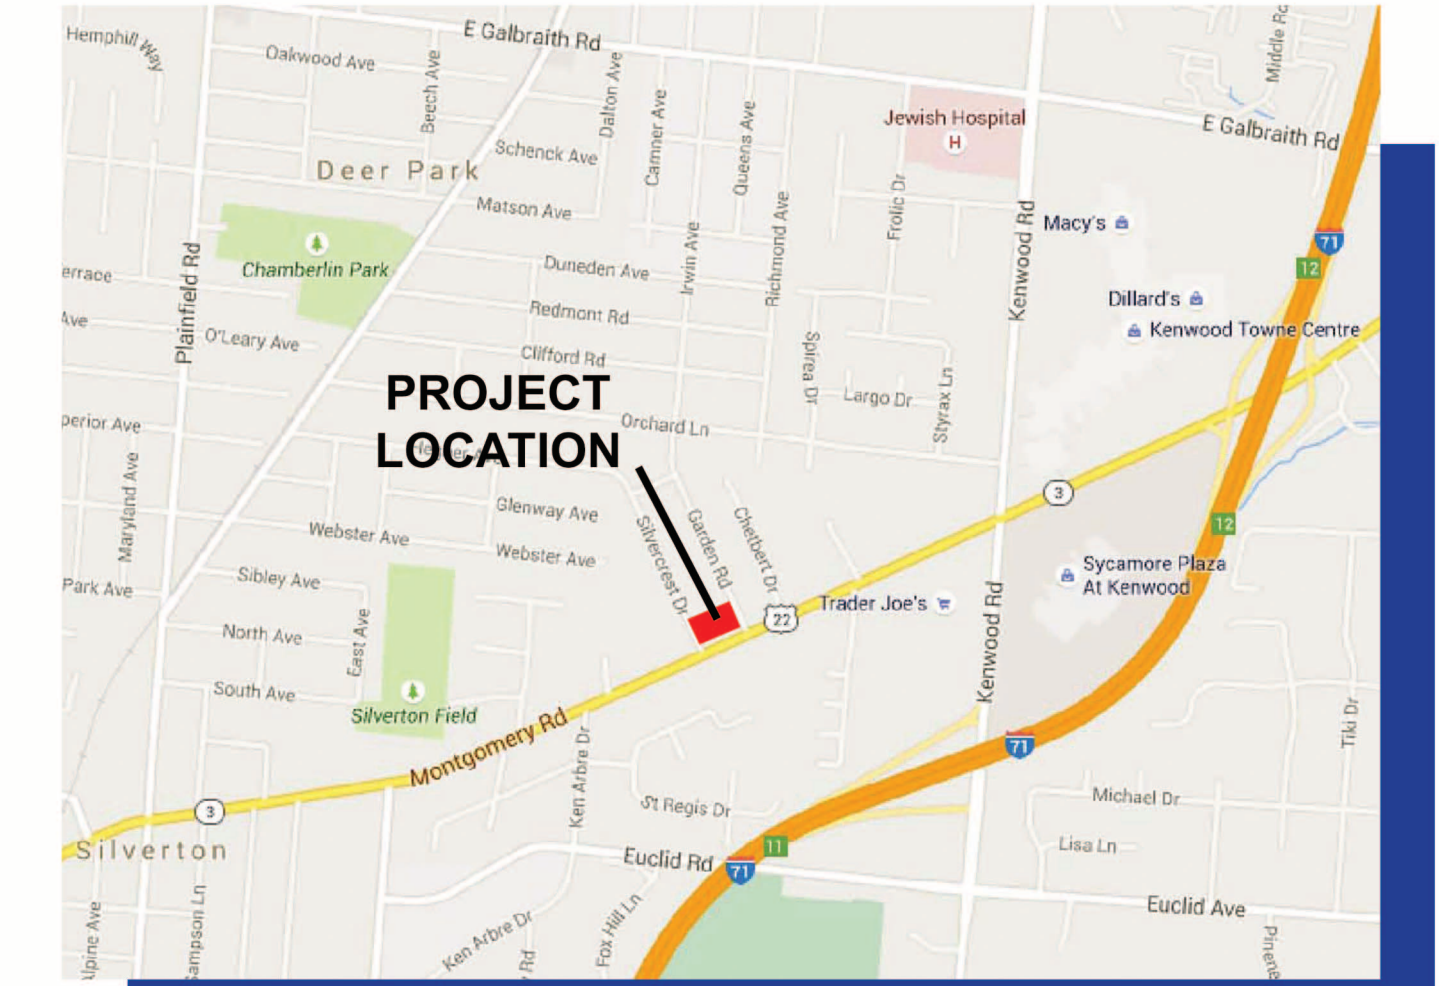 Hemphill Way
Oakwood Ave
Beech Ave
E Galbraith Rd
Dalton Ave
Camner Ave
Queens Ave
Middle Rd
E Galbraith Rd
Jewish Hospital
H
Schenck Ave
Deer Park
Matson Ave
Frolic Dr
Kenwood Rd
Macy's
71
12
Plainfield Rd
Chamberlin Park
Duneden Ave
Irwin Ave
Richmond Ave
errace
Dillard's
Kenwood Towne Centre
Ave
O'Leary Ave
Redmont Rd
Clifford Rd
Spirea Dr
Largo Dr
Styrax Ln
PROJECT
LOCATION
perior Ave
Orchard Ln
Maryland Ave
3
Glenway Ave
Webster Ave
Webster Ave
Silvercrest Dr
Garden Rd
Chetbert Dr
12
Sycamore Plaza
At Kenwood
Park Ave
Sibley Ave
Trader Joe's
22
North Ave
East Ave
Kenwood Rd
South Ave
Silverton Field
Montgomery Rd
Ken Arbre Dr
71
Tiki Dr
3
St Regis Dr
Michael Dr
Silverton
Euclid Rd
11
71
Lisa Ln
Euclid Ave
Alpine Ave
Sampson Ln
Ken Arbre Dr
Rd
Fox Hill Ln
Pinene